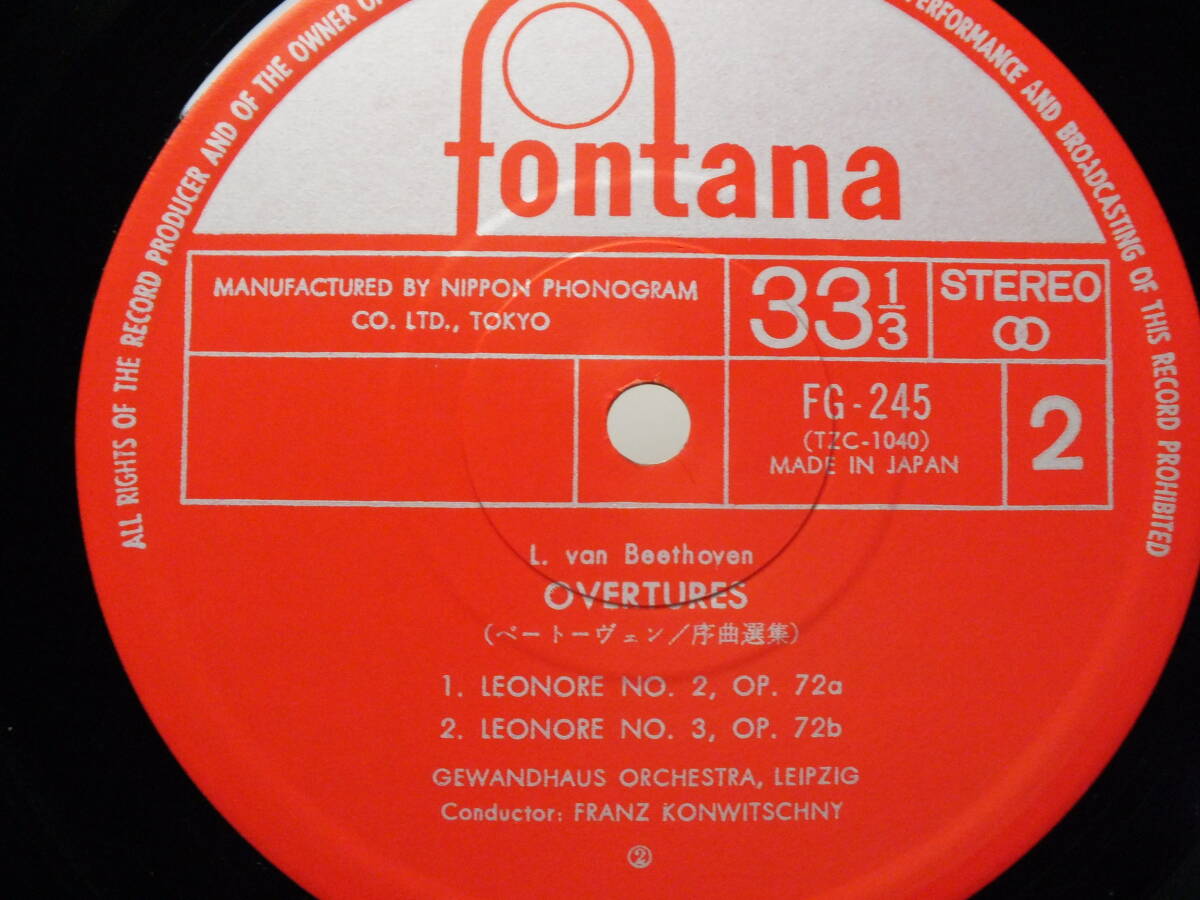 fontana
MANUFACTURED BY NIPPON PHONOGRAM
CO. LTD., TOKYO
33 1/3
STEREO
FG-245
(TZC-1040)
MADE IN JAPAN
2
L. van Beethoven
OVERTURES
(ベートーヴェン/序曲選集)
1. LEONORE NO. 2, OP. 72a
2. LEONORE NO. 3, OP. 72b
GEWANDHAUS ORCHESTRA, LEIPZIG
Conductor: FRANZ KONWITSCHNY
②
ALL RIGHTS OF THE RECORD PRODUCER AND OF THE OWNER OF
PERFORMANCE AND BROADCASTING OF THIS RECORD PROHIBITED